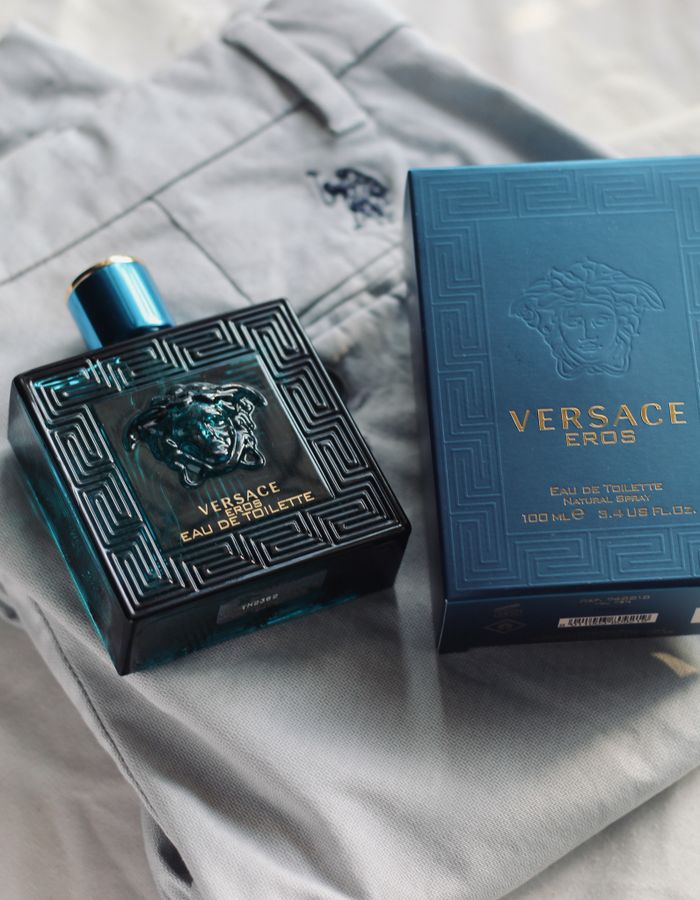 VERSACE
EROS
EAU DE TOILETTE
VERSACE
EROS
EAU DE TOILETTE
NATURAL SPRAY
100 ML e 3.4 US FL.OZ.